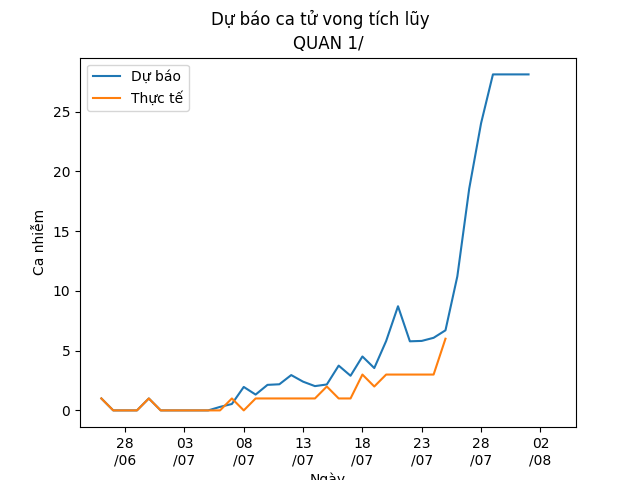 Dự báo ca tử vong tích lũy
QUAN 1/
Dự báo
Thực tế
Ca nhiễm
25
20
15
10
5
0
28 03 08 13 18 23 28 02
/06 /07 /07 /07 /07 /07 /07 /08
Ngày